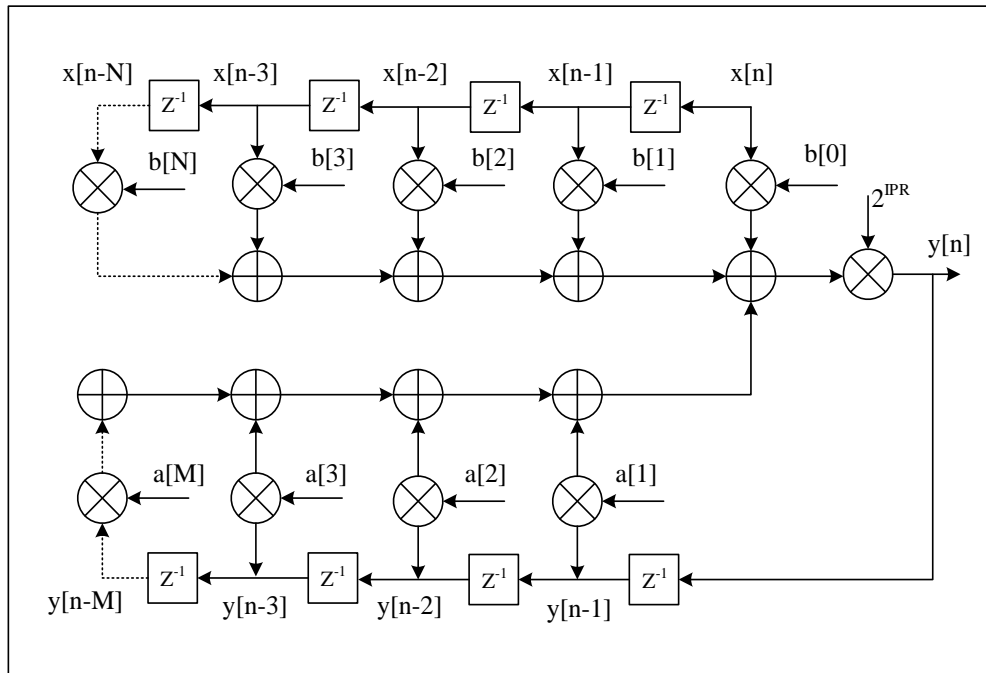 x[n-N] x[n-3] x[n-2] x[n-1] x[n]
Z⁻¹ Z⁻¹ Z⁻¹ Z⁻¹
b[N] b[3] b[2] b[1] b[0]
2ᴵᴾᴿ
y[n]
a[M] a[3] a[2] a[1]
Z⁻¹ Z⁻¹ Z⁻¹ Z⁻¹
y[n-M] y[n-3] y[n-2] y[n-1]